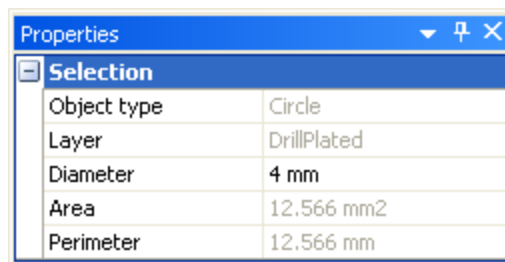 Properties
Selection
Object type Circle
Layer DrillPlated
Diameter 4 mm
Area 12.566 mm2
Perimeter 12.566 mm